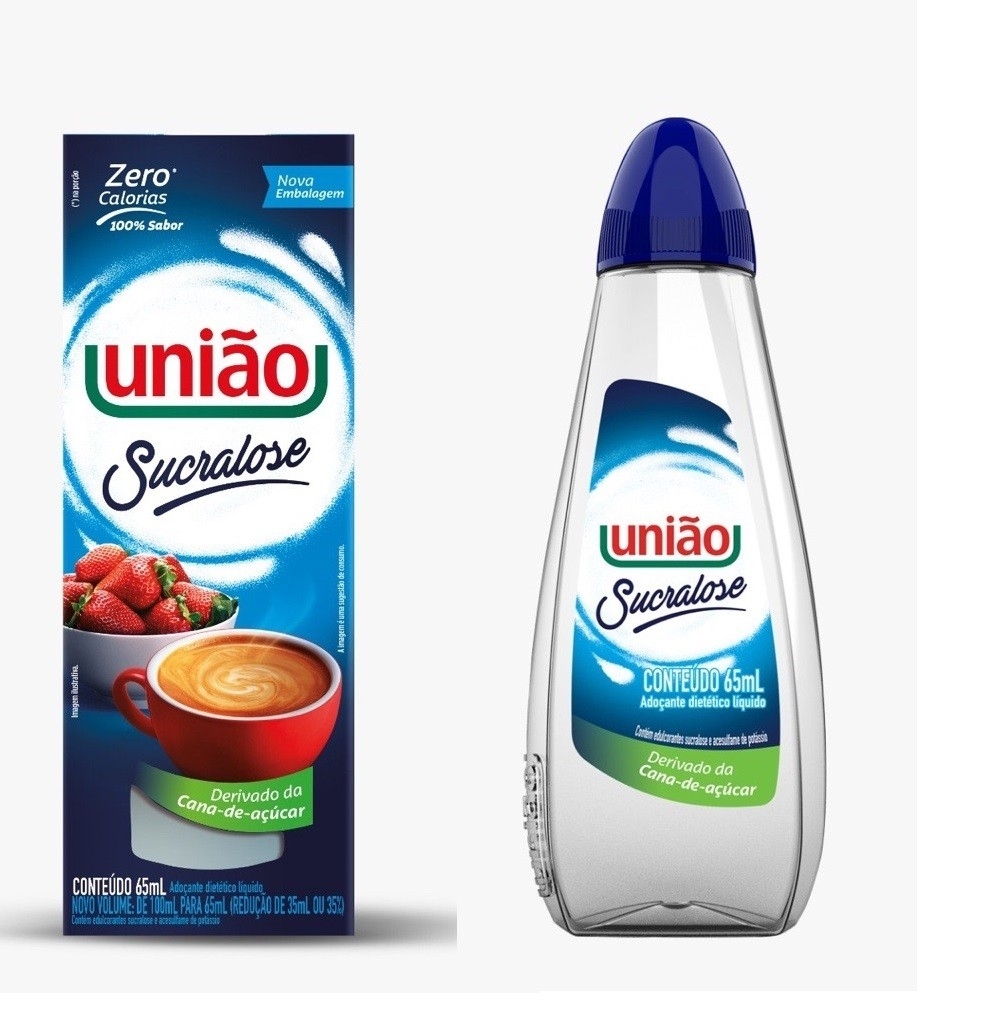 (*) na porção
Zero*
Calorias
100% Sabor
Nova
Embalagem
união
Sucralose
A imagem é uma sugestão de consumo.
Imagem ilustrativa.
Derivado da
Cana-de-açúcar
CONTEÚDO 65mL Adoçante dietético líquido
NOVO VOLUME: DE 100mL PARA 65mL (REDUÇÃO DE 35mL OU 35%)
Contém edulcorantes sucralose e acesulfame de potássio
união
Sucralose
CONTEÚDO 65mL
Adoçante dietético líquido
Contém edulcorantes sucralose e acesulfame de potássio
Derivado da
Cana-de-açúcar